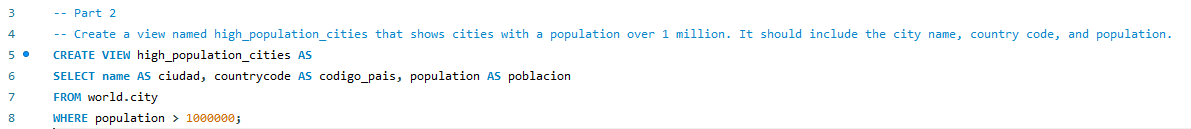 3 -- Part 2
4 -- Create a view named high_population_cities that shows cities with a population over 1 million. It should include the city name, country code, and population.
5 CREATE VIEW high_population_cities AS
6 SELECT name AS ciudad, countrycode AS codigo_pais, population AS poblacion
7 FROM world.city
8 WHERE population > 1000000;